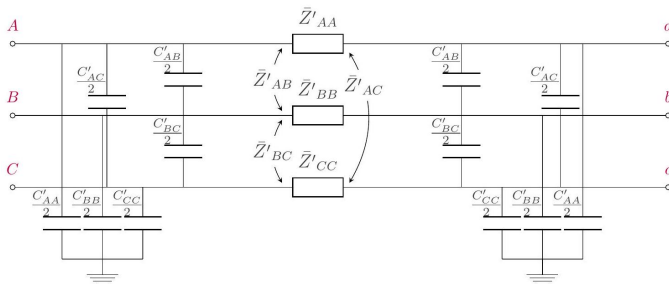 A
Z̄'AA
a
C'AC/2
C'AB/2
Z̄'AB
Z̄'AC
C'AB/2
C'AC/2
B
Z̄'BB
b
C'BC/2
Z̄'BC
C'BC/2
C
Z̄'CC
C'AA/2
C'BB/2
C'CC/2
C'CC/2
C'BB/2
C'AA/2